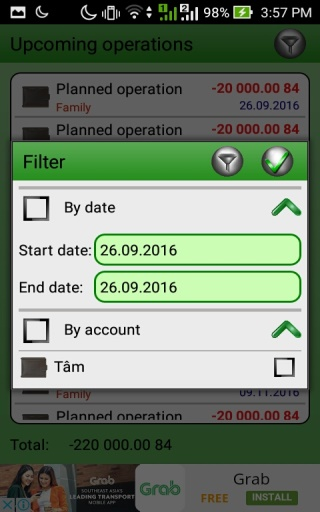 98% 3:57 PM
Upcoming operations
Planned operation -20 000.00 84
Family 26.09.2016
Planned operation -20 000.00 84
Filter
By date
Start date: 26.09.2016
End date: 26.09.2016
By account
Tâm
Family 09.11.2016
Planned operation -20 000.00 84
Total: -220 000.00 84
Grab
SOUTHEAST ASIA'S
LEADING TRANSPORT
MOBILE APP
Grab
Grab
FREE INSTALL